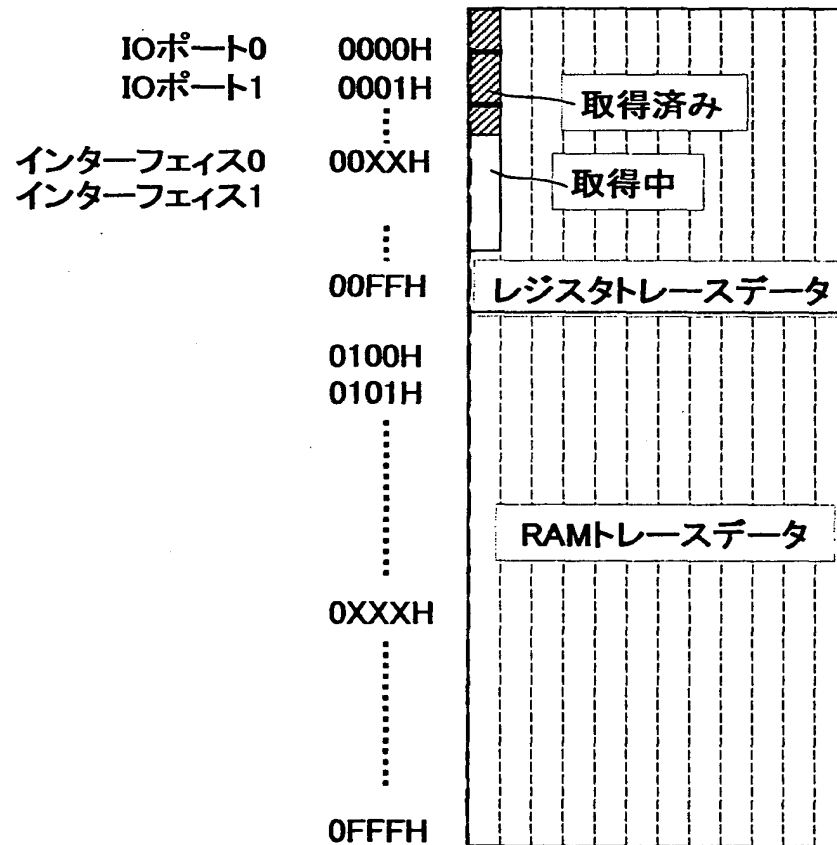 IOポート0 0000H
IOポート1 0001H
取得済み
インターフェイス0 00XXH
取得中
インターフェイス1
00FFH レジスタトレースデータ
0100H
0101H
RAMトレースデータ
0XXXH
0FFFH